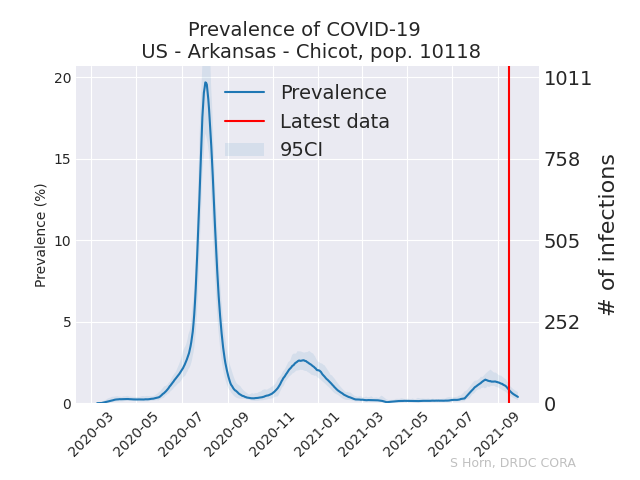 Prevalence of COVID-19
US - Arkansas - Chicot, pop. 10118
Prevalence
Latest data
95CI
20
15
10
5
0
Prevalence (%)
1011
758
505
252
0
# of infections
2020-03
2020-05
2020-07
2020-09
2020-11
2021-01
2021-03
2021-05
2021-07
2021-09
S Horn, DRDC CORA